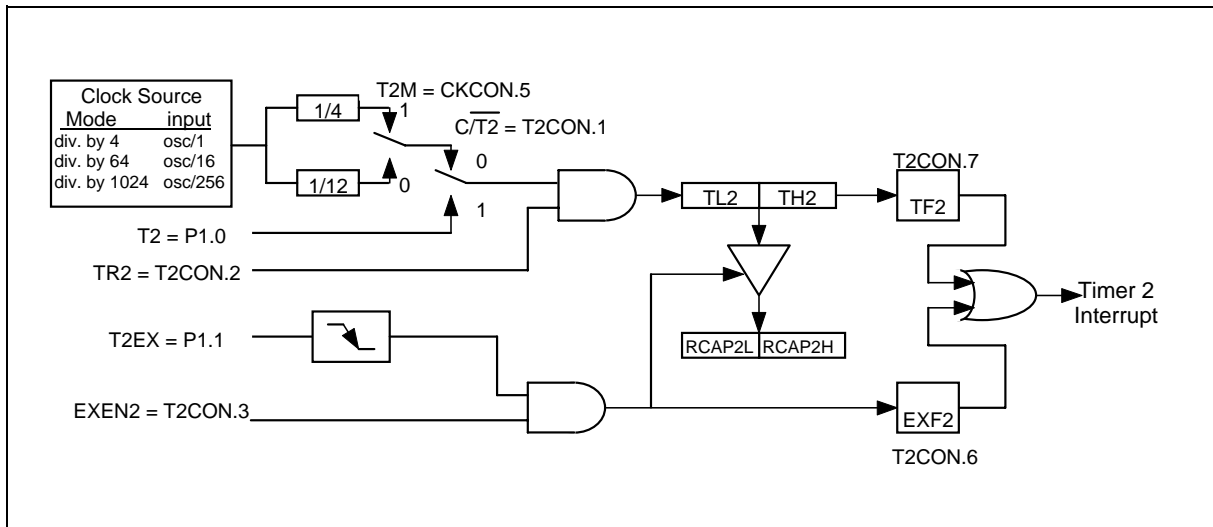 Clock Source
Mode input
div. by 4 osc/1
div. by 64 osc/16
div. by 1024 osc/256
1/4
1/12
T2M = CKCON.5
1
0
C/T2 = T2CON.1
0
1
T2 = P1.0
TR2 = T2CON.2
TL2 TH2
T2CON.7
TF2
T2EX = P1.1
RCAP2L RCAP2H
Timer 2
Interrupt
EXEN2 = T2CON.3
EXF2
T2CON.6